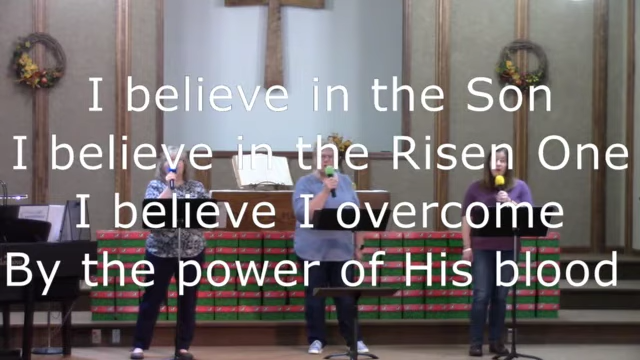 I believe in the Son
I believe in the Risen One
I believe I overcome
By the power of His blood